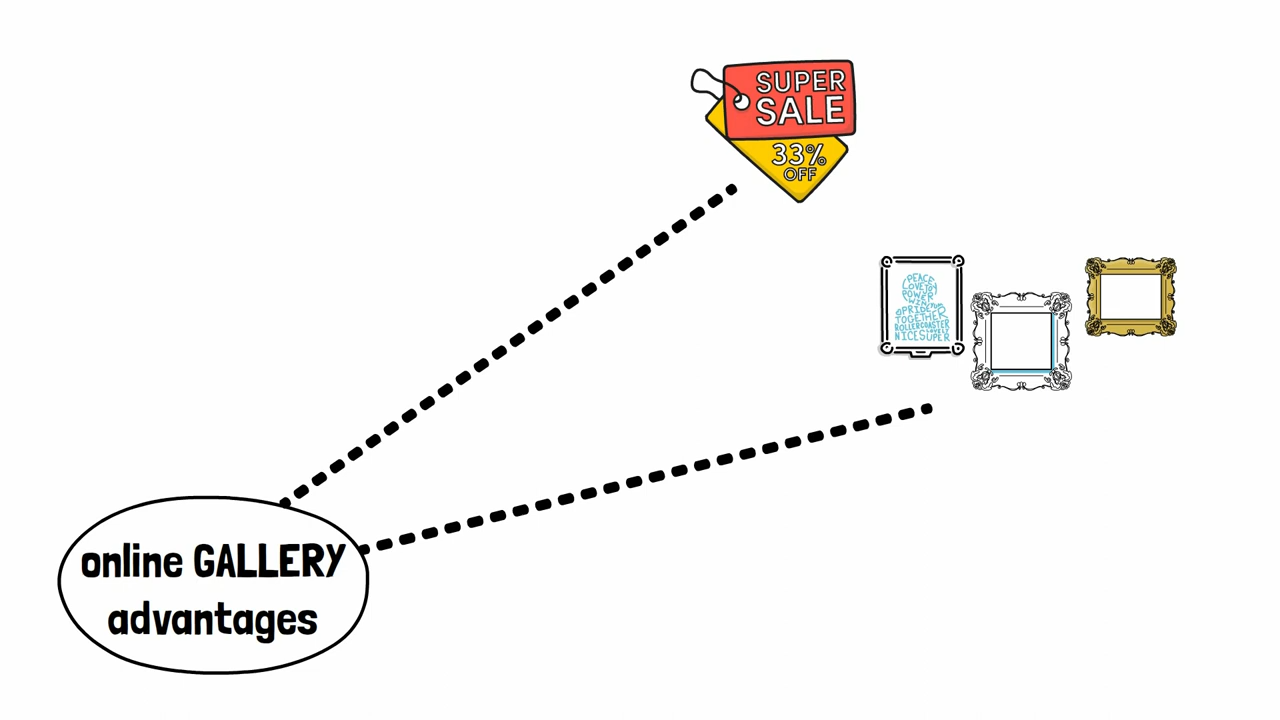 SUPER
SALE
33%
OFF
PEACE
LOVE
POWER
PRIDE
TOGETHER
ROLLERCOASTER
NICE SUPER
online GALLERY
advantages